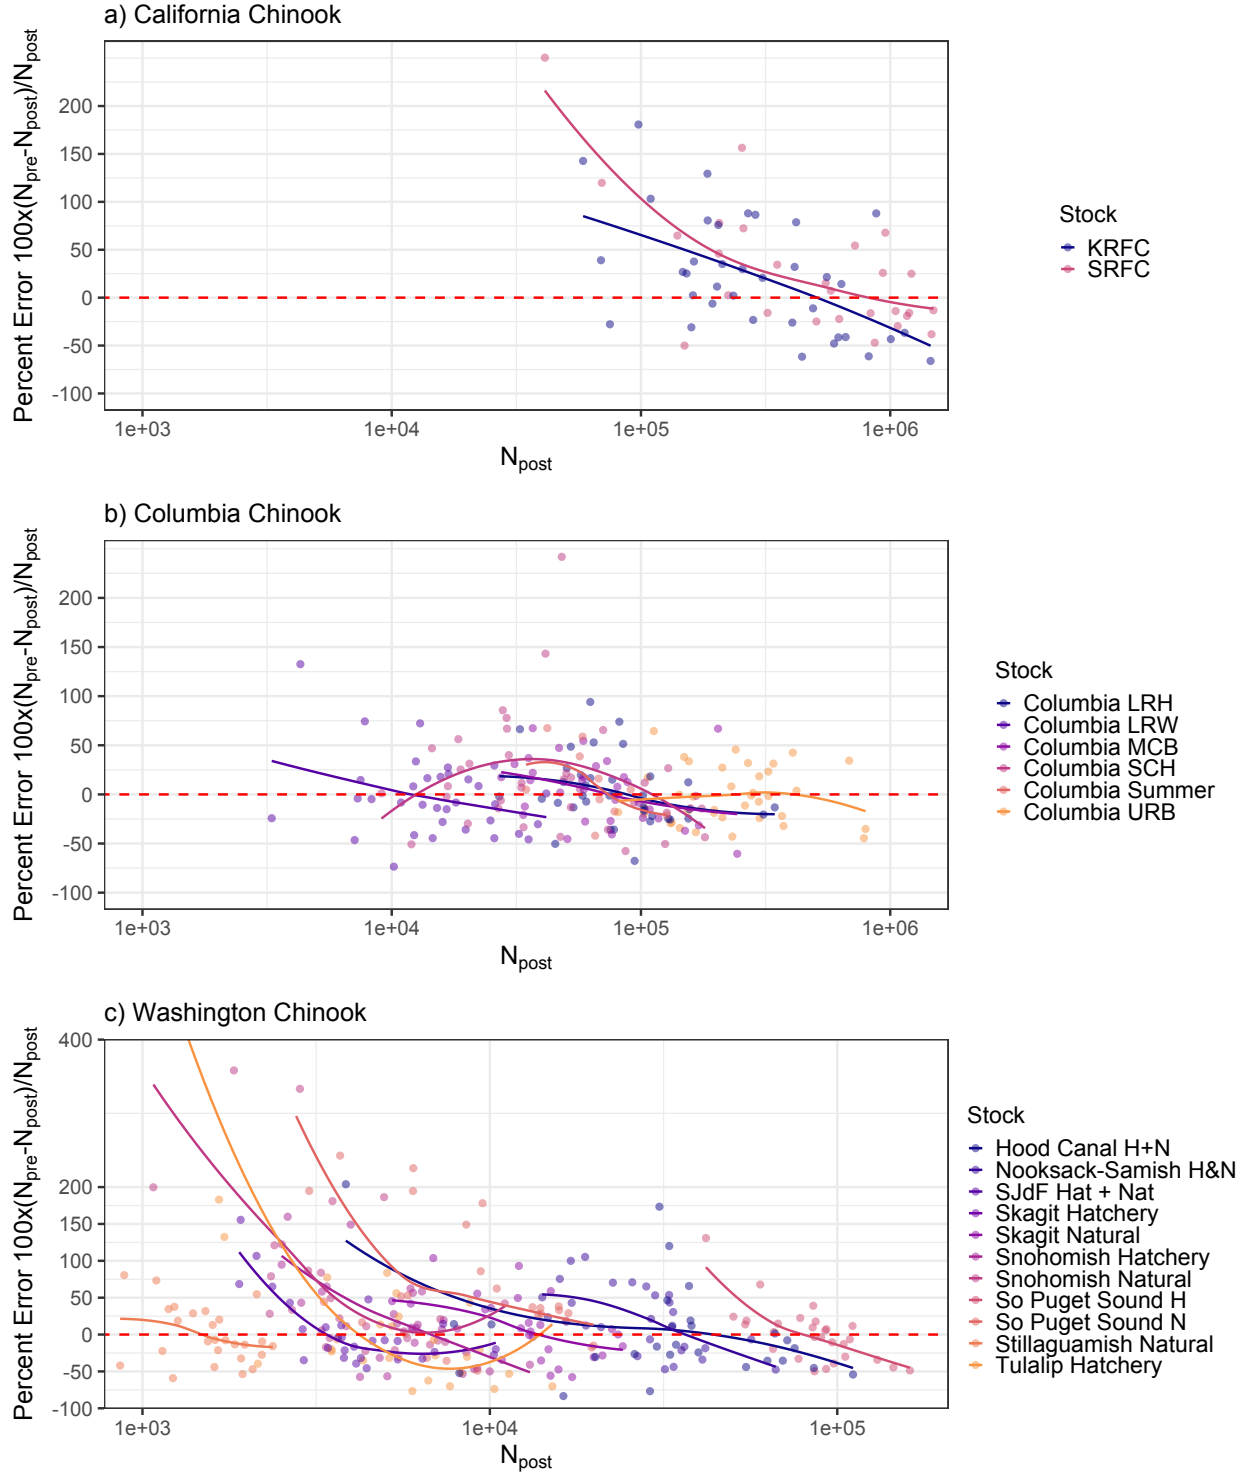 a) California Chinook
Percent Error 100x(Npre-Npost)/Npost
200
150
100
50
0
-50
-100
1e+03
1e+04
1e+05
1e+06
Npost
Stock
KRFC
SRFC
b) Columbia Chinook
Percent Error 100x(Npre-Npost)/Npost
200
150
100
50
0
-50
-100
1e+03
1e+04
1e+05
1e+06
Npost
Stock
Columbia LRH
Columbia LRW
Columbia MCB
Columbia SCH
Columbia Summer
Columbia URB
c) Washington Chinook
Percent Error 100x(Npre-Npost)/Npost
400
200
150
100
50
0
-50
-100
1e+03
1e+04
1e+05
Npost
Stock
Hood Canal H+N
Nooksack-Samish H&N
SJdF Hat + Nat
Skagit Hatchery
Skagit Natural
Snohomish Hatchery
Snohomish Natural
So Puget Sound H
So Puget Sound N
Stillaguamish Natural
Tulalip Hatchery